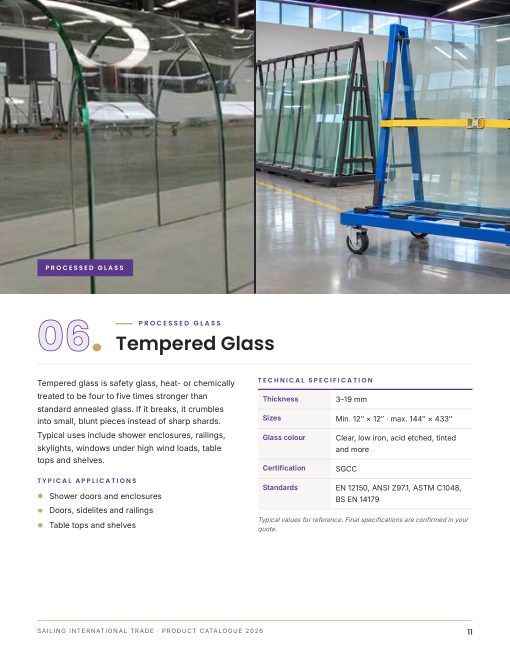 PROCESSED GLASS
06.
PROCESSED GLASS
Tempered Glass
Tempered glass is safety glass, heat- or chemically
treated to be four to five times stronger than
standard annealed glass. If it breaks, it crumbles
into small, blunt pieces instead of sharp shards.
Typical uses include shower enclosures, railings,
skylights, windows under high wind loads, table
tops and shelves.
TYPICAL APPLICATIONS
Shower doors and enclosures
Doors, sidelites and railings
Table tops and shelves
TECHNICAL SPECIFICATION
Thickness 3–19 mm
Sizes Min. 12″ × 12″ · max. 144″ × 433″
Glass colour Clear, low iron, acid etched, tinted
and more
Certification SGCC
Standards EN 12150, ANSI Z97.1, ASTM C1048,
BS EN 14179
Typical values for reference. Final specifications are confirmed in your
quote.
SAILING INTERNATIONAL TRADE · PRODUCT CATALOGUE 2026
11